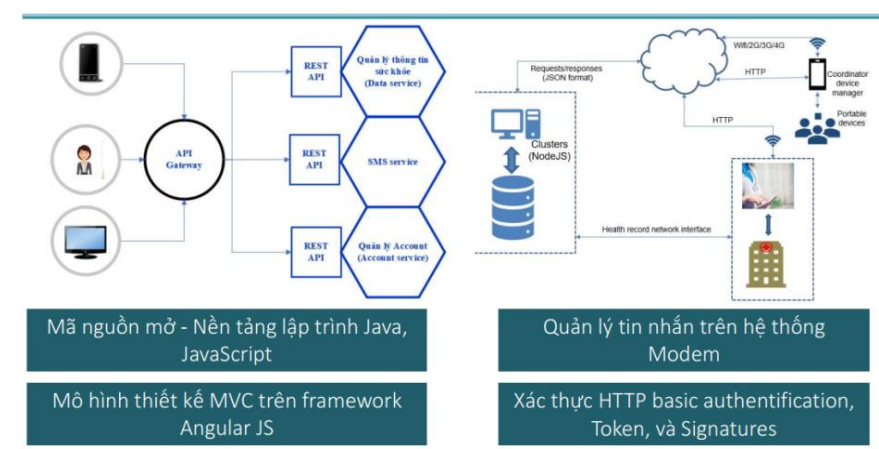 REST
API
Quản lý thông tin
sức khỏe
(Data service)
API
Gateway
REST
API
SMS service
REST
API
Quản lý Account
(Account service)
Wifi/2G/3G/4G
Requests/responses
(JSON format)
HTTP
Coordinator
device
manager
Portable
devices
HTTP
Clusters
(NodeJS)
Health record network interface
Mã nguồn mở - Nền tảng lập trình Java,
JavaScript
Quản lý tin nhắn trên hệ thống
Modem
Mô hình thiết kế MVC trên framework
Angular JS
Xác thực HTTP basic authentification,
Token, và Signatures